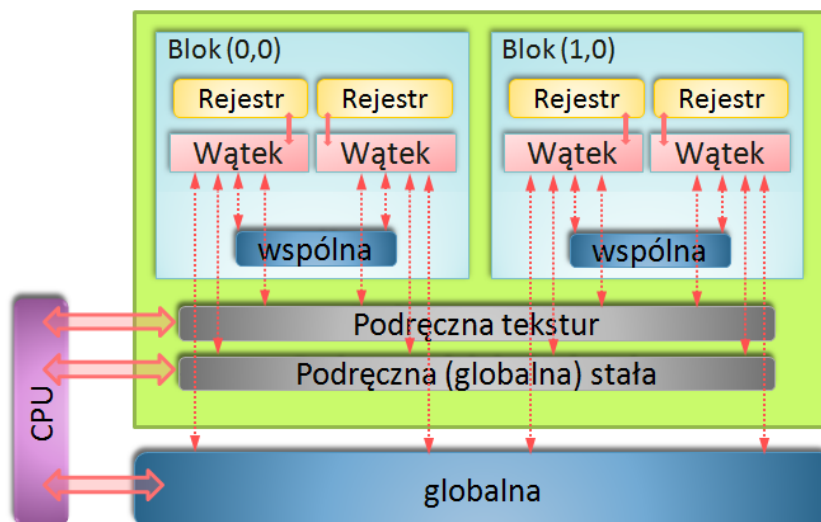 Blok (0,0)
Rejestr
Rejestr
Wątek
Wątek
wspólna
Blok (1,0)
Rejestr
Rejestr
Wątek
Wątek
wspólna
Podręczna tekstur
Podręczna (globalna) stała
CPU
globalna